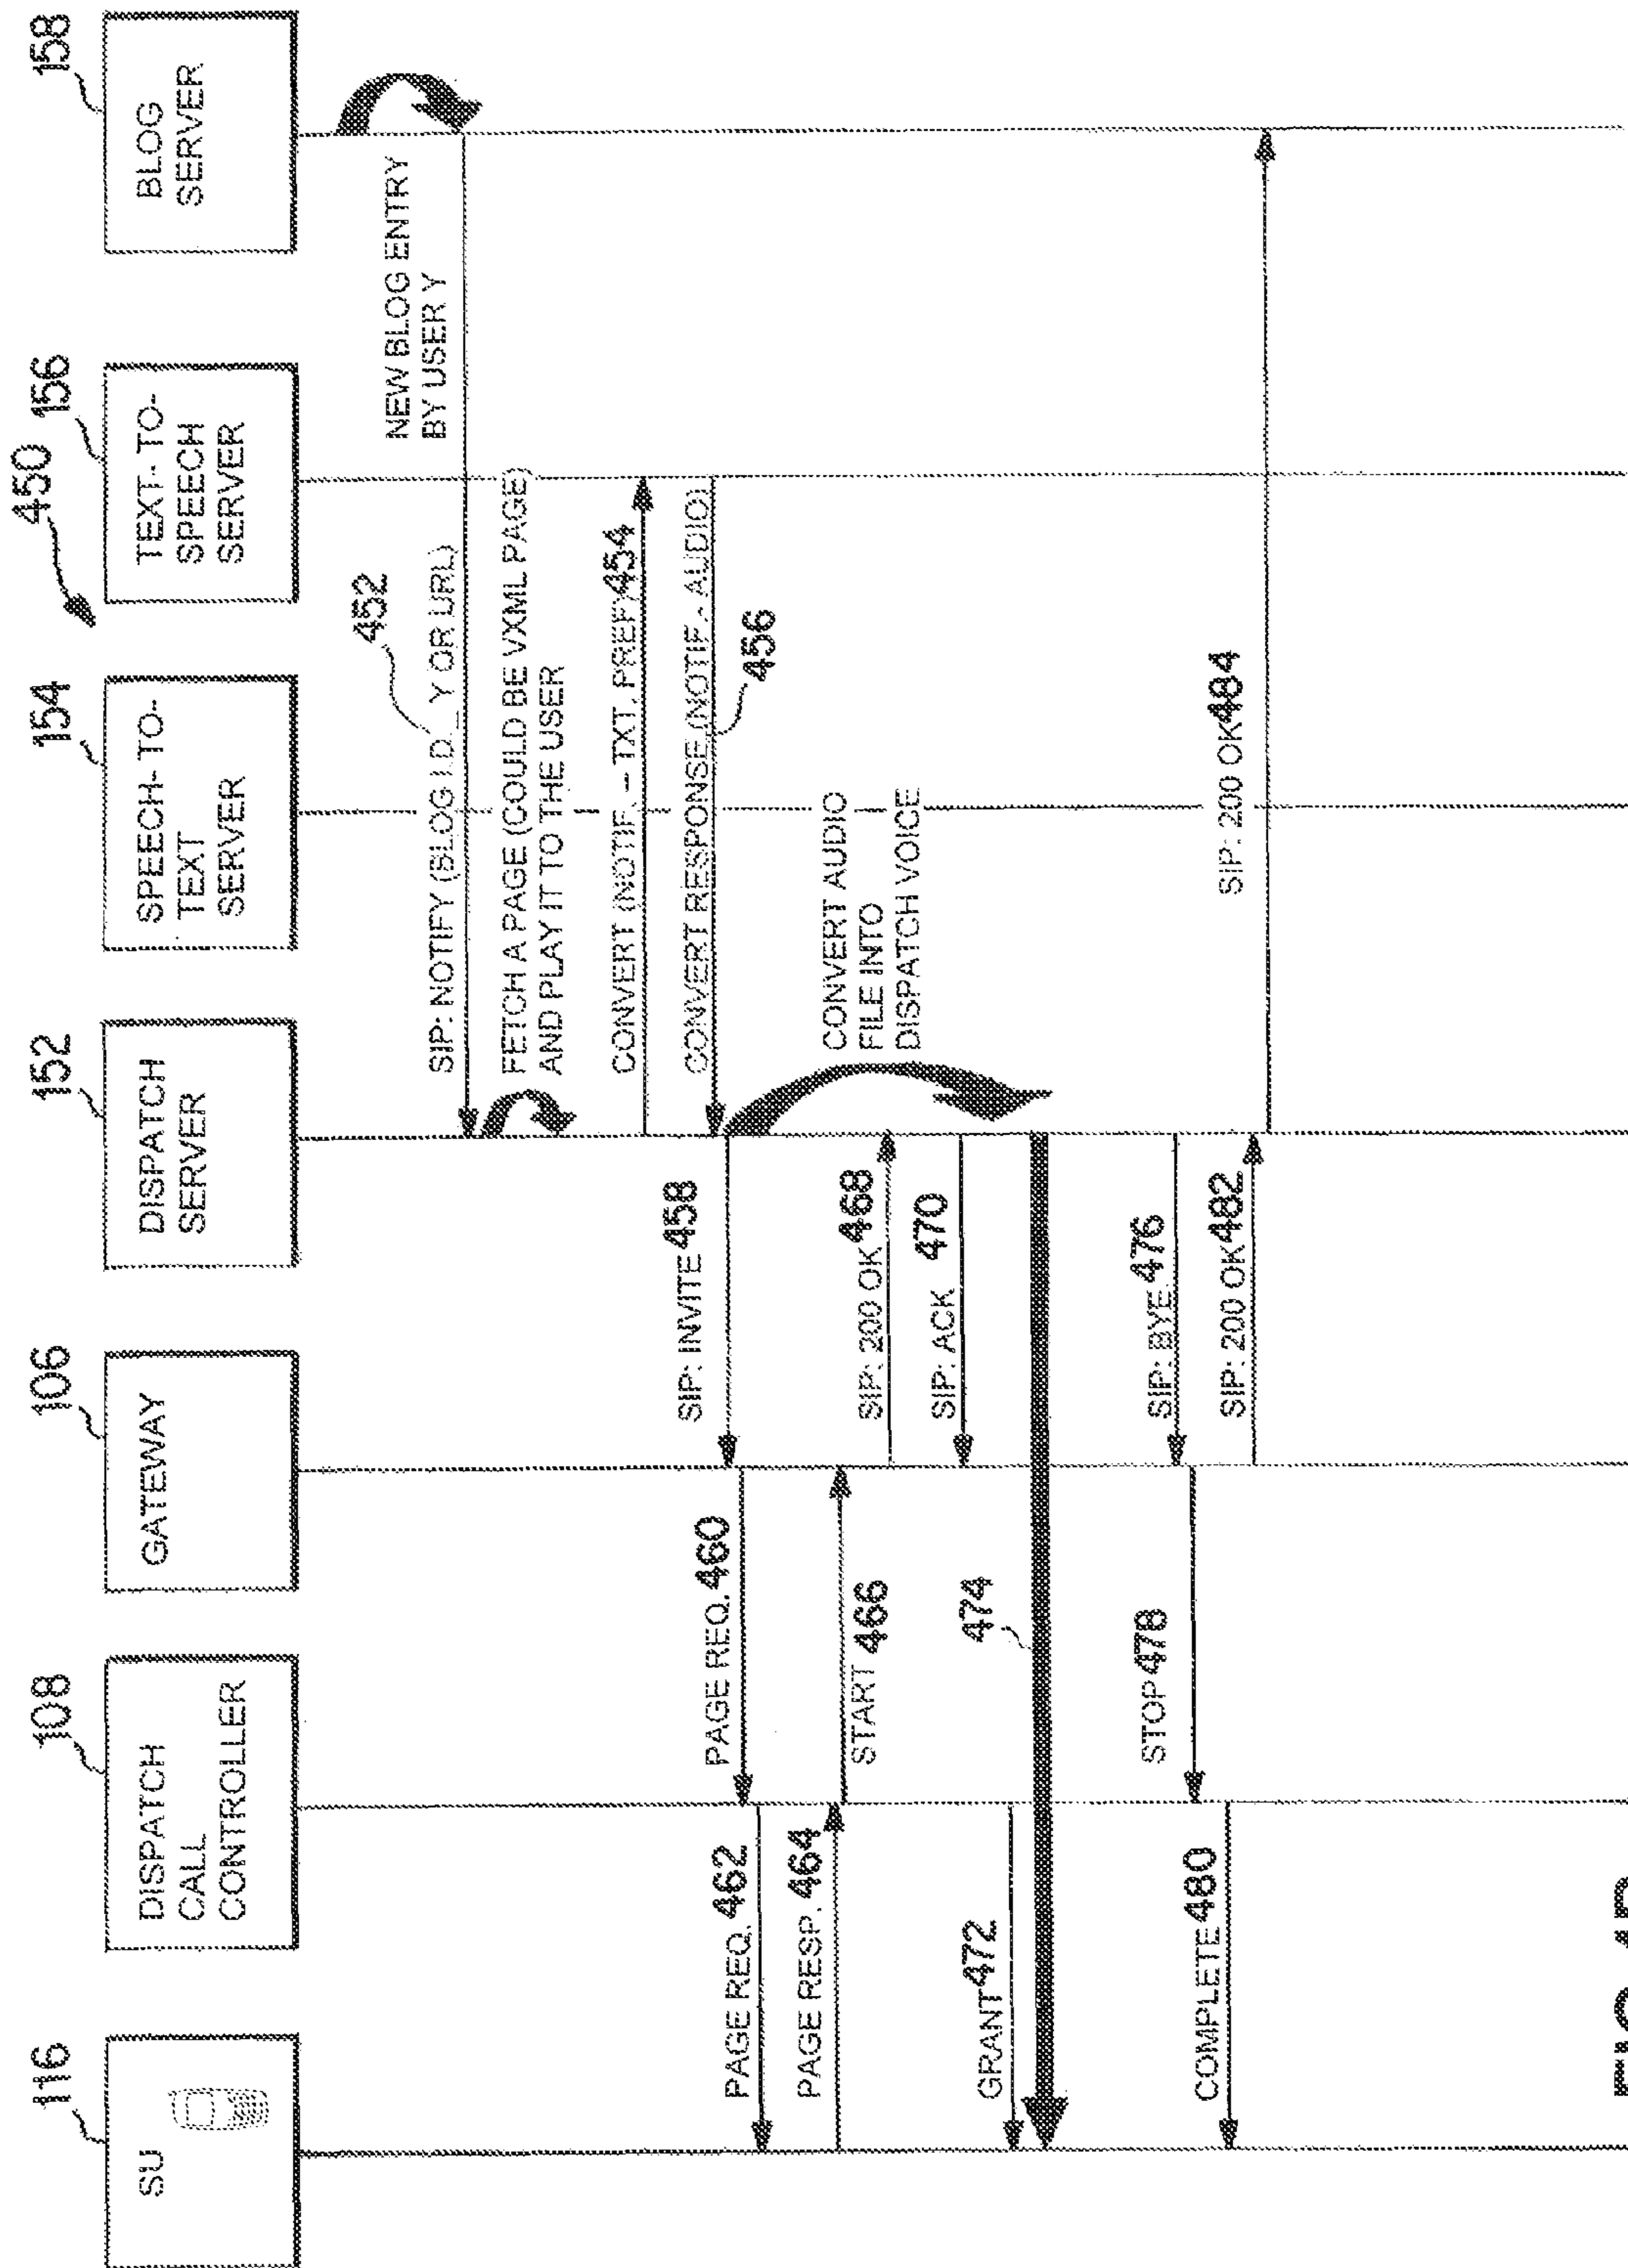 450
116
SU
108
DISPATCH
CALL
CONTROLLER
106
GATEWAY
152
DISPATCH
SERVER
154
SPEECH-TO-
TEXT
SERVER
156
TEXT-TO-
SPEECH
SERVER
158
BLOG
SERVER
NEW BLOG ENTRY
BY USER Y
452
SIP: NOTIFY (BLOG I.D._Y OR URL)
FETCH A PAGE (COULD BE VXML PAGE)
AND PLAY IT TO THE USER
CONVERT (NOTIF.-TXT, PREF) 454
CONVERT RESPONSE (NOTIF.-AUDIO)
456
SIP: INVITE 458
PAGE REQ. 460
PAGE REQ. 462
PAGE RESP. 464
START 466
CONVERT AUDIO
FILE INTO
DISPATCH VOICE
SIP: 200 OK 468
SIP: ACK 470
GRANT 472
474
SIP: BYE 476
STOP 478
COMPLETE 480
SIP: 200 OK 482
SIP: 200 OK 484